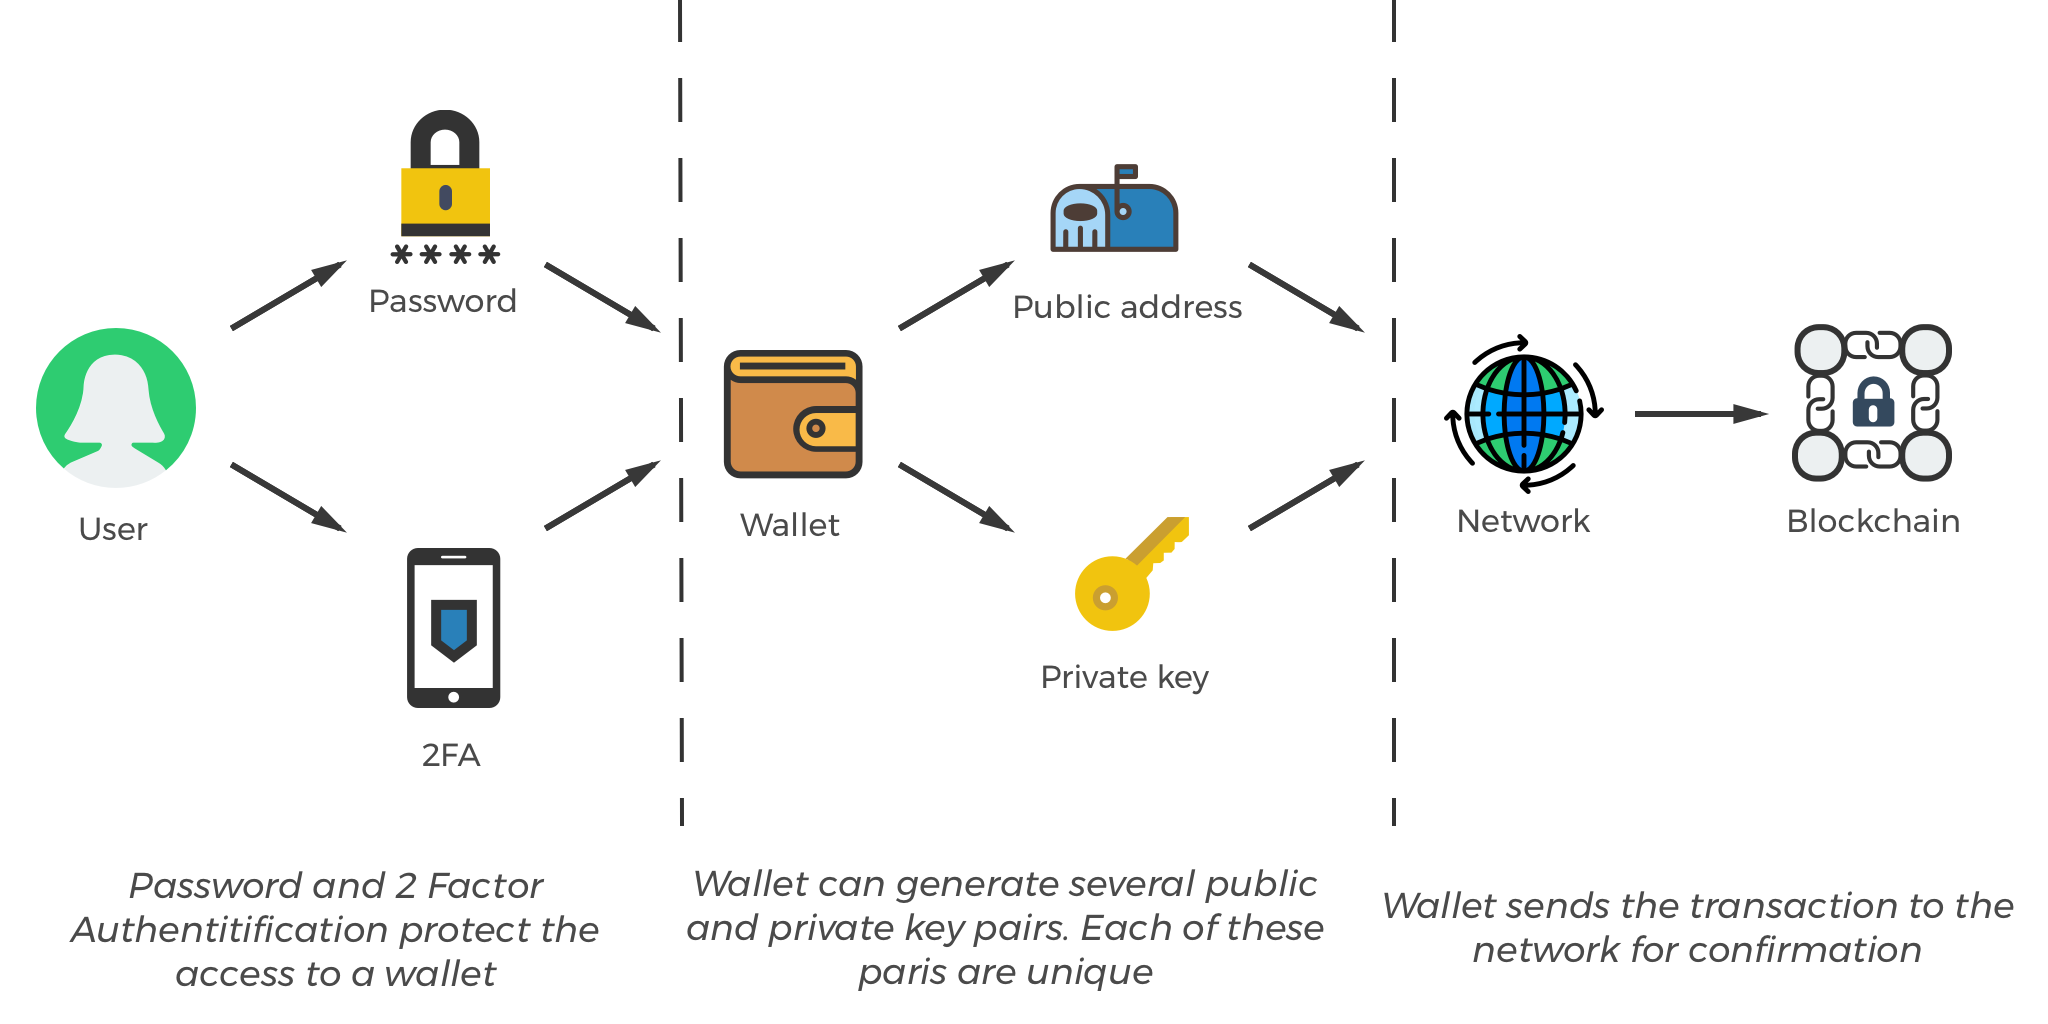 ****
Password
Public address
User
Wallet
Network
Blockchain
Private key
2FA
Password and 2 Factor
Authentitification protect the
access to a wallet
Wallet can generate several public
and private key pairs. Each of these
paris are unique
Wallet sends the transaction to the
network for confirmation